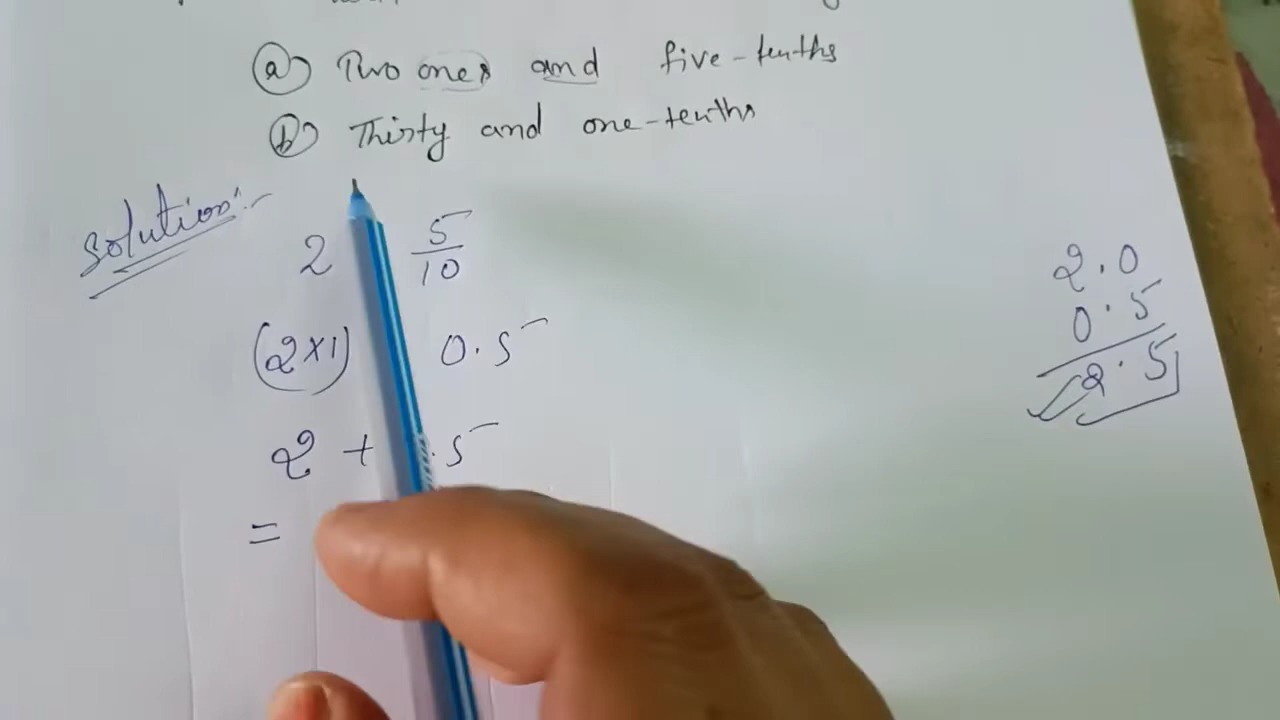 (a) Two ones and five-tenths
(b) Thirty and one-tenths
Solution:-
2 5/10
(2×1) 0.5
2 + .5
=
2.0
0.5
2.5